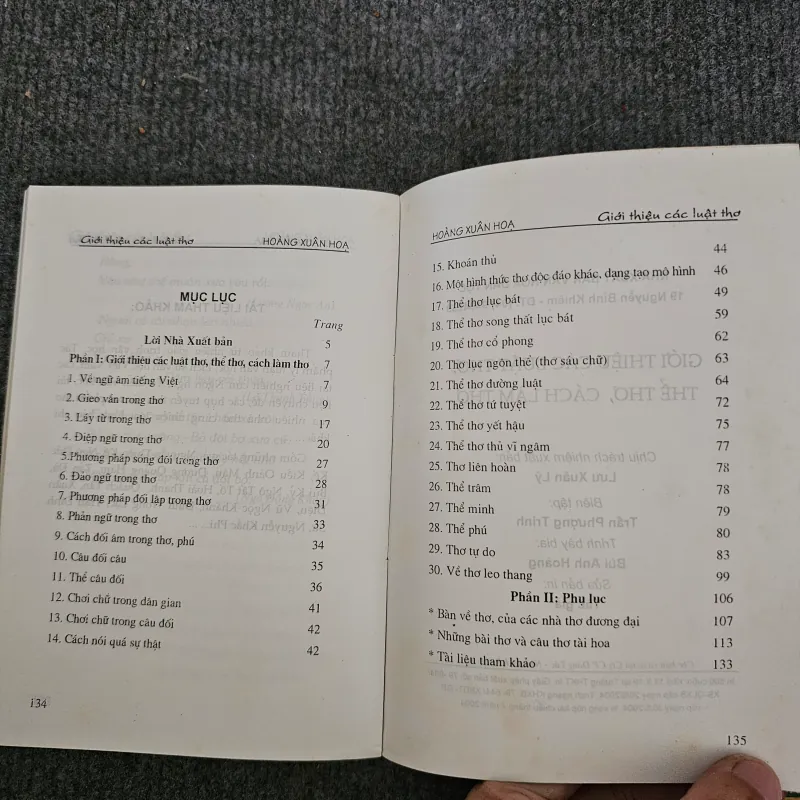 Giới thiệu các luật thơ HOÀNG XUÂN HOẠ
MỤC LỤC
Trang
Lời Nhà Xuất bản 5
Phần I: Giới thiệu các luật thơ, thể thơ, cách làm thơ 7
1. Về ngữ âm tiếng Việt 7
2. Gieo vần trong thơ 9
3. Lấy từ trong thơ 17
4. Điệp ngữ trong thơ 20
5.Phương pháp sóng đôi trong thơ 27
6. Đảo ngữ trong thơ 28
7. Phương pháp đối lập trong thơ 31
8. Phản ngữ trong thơ 33
9. Cách đối âm trong thơ, phú 34
10. Câu đối câu 35
11. Thể câu đối 36
12. Chơi chữ trong dân gian 41
13. Chơi chữ trong câu đối 42
14. Cách nói quá sự thật 42
134
HOÀNG XUÂN HOẠ Giới thiệu các luật thơ
15. Khoán thủ 44
16. Một hình thức thơ độc đáo khác, dạng tạo mô hình 46
17. Thể thơ lục bát 49
18. Thể thơ song thất lục bát 59
19. Thể thơ cổ phong 62
20. Thơ lục ngôn thể (thơ sáu chữ) 63
21. Thể thơ đường luật 64
22. Thể thơ tứ tuyệt 72
23. Thể thơ yết hậu 75
24. Thể thơ thủ vĩ ngâm 77
25. Thơ liên hoàn 78
26. Thể trâm 78
27. Thể minh 79
28. Thể phú 80
29. Thơ tự do 83
30. Về thơ leo thang 99
Phần II: Phụ lục 106
* Bàn về thơ, của các nhà thơ đương đại 107
* Những bài thơ và câu thơ tài hoa 113
* Tài liệu tham khảo 133
135